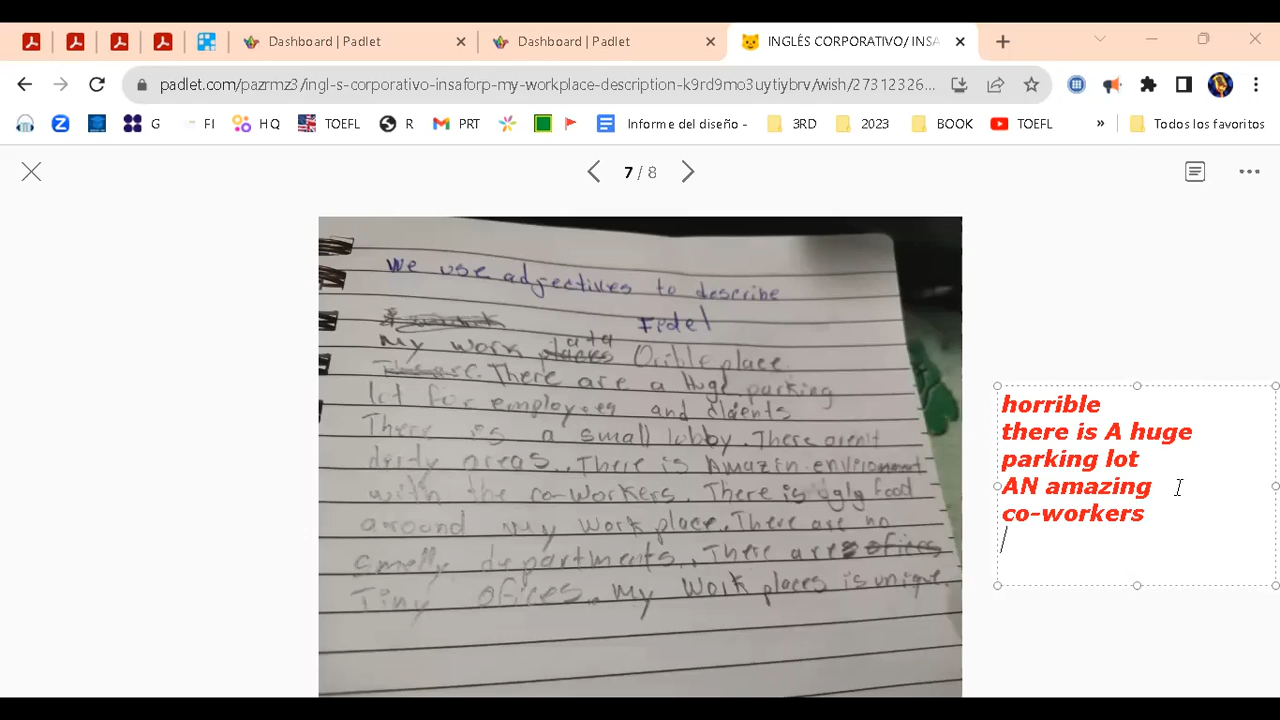 Dashboard | Padlet
Dashboard | Padlet
INGLÉS CORPORATIVO/ INSA
padlet.com/pazrmz3/ingl-s-corporativo-insaforp-my-workplace-description-k9rd9mo3uytiybrv/wish/27312326...
G FI HQ TOEFL R PRT Informe del diseño - 3RD 2023 BOOK TOEFL » Todos los favoritos
7 / 8
We use adjectives to describe
Fidel
My work Orible place.
There are a Huge parking
lot for employees and clients
There is a small lobby. There aren't
dirty areas. There is Amazin environment
with the co-workers. There is ugly food
around my work place. There are no
smelly departments. There are ofices
Tiny ofices. my Work places is unique.
horrible
there is A huge
parking lot
AN amazing
co-workers